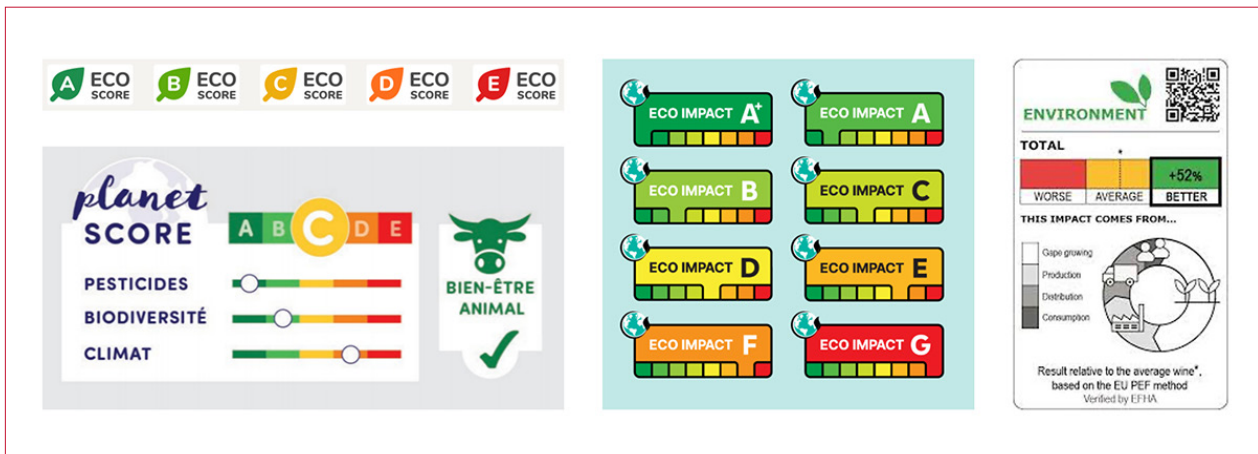 A ECO SCORE
B ECO SCORE
C ECO SCORE
D ECO SCORE
E ECO SCORE
planet
SCORE
A B C D E
PESTICIDES
BIODIVERSITÉ
CLIMAT
BIEN-ÊTRE
ANIMAL
ECO IMPACT A+
ECO IMPACT A
ECO IMPACT B
ECO IMPACT C
ECO IMPACT D
ECO IMPACT E
ECO IMPACT F
ECO IMPACT G
ENVIRONMENT
TOTAL
*
+52%
WORSE AVERAGE BETTER
THIS IMPACT COMES FROM...
Gape growing
Production
Distribution
Consumption
Result relative to the average wine*,
based on the EU PEF method
Verified by EFHA